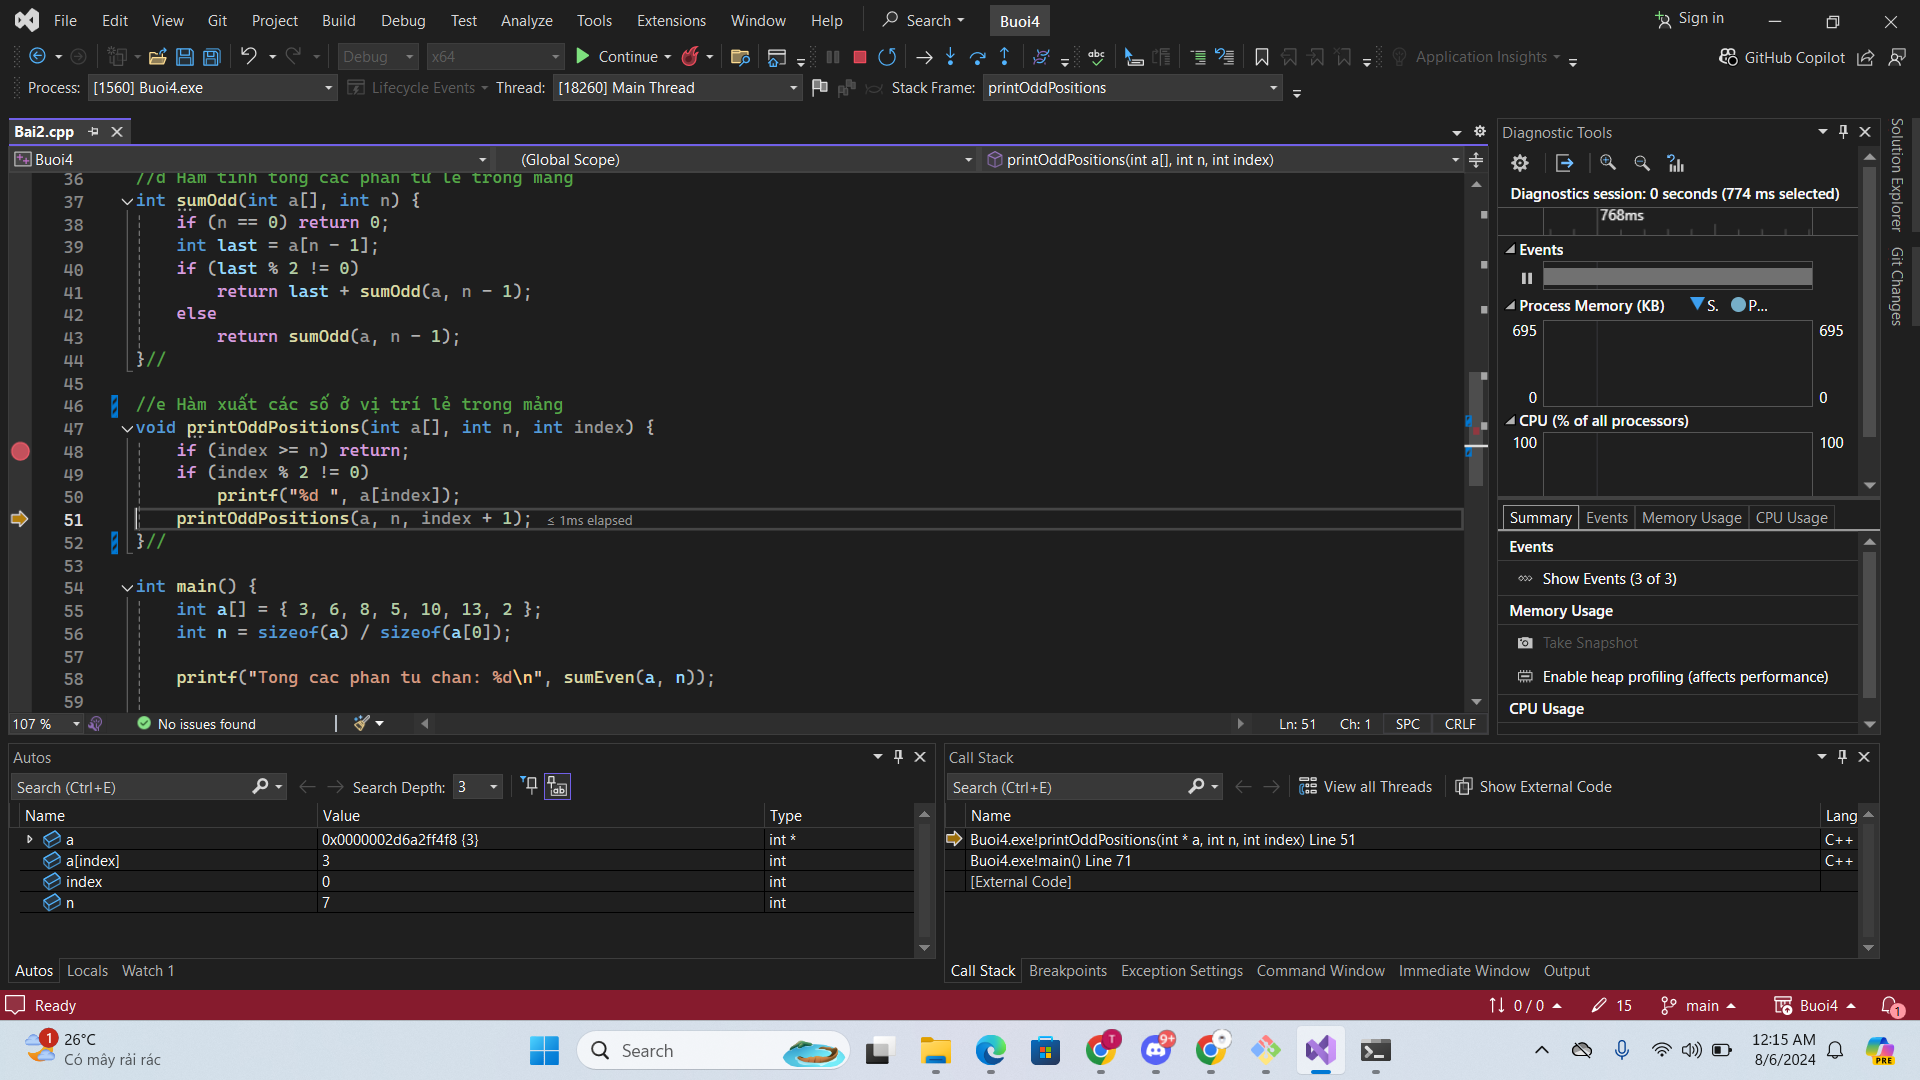 File Edit View Git Project Build Debug Test Analyze Tools Extensions Window Help Search Buoi4 Sign in
Debug x64 Continue Application Insights GitHub Copilot
Process: [1560] Buoi4.exe Lifecycle Events Thread: [18260] Main Thread Stack Frame: printOddPositions
Bai2.cpp
Buoi4 (Global Scope) printOddPositions(int a[], int n, int index)
36 //d Hàm tính tổng các phần tử lẻ trong mảng
37 int sumOdd(int a[], int n) {
38 if (n == 0) return 0;
39 int last = a[n - 1];
40 if (last % 2 != 0)
41 return last + sumOdd(a, n - 1);
42 else
43 return sumOdd(a, n - 1);
44 }//
45
46 //e Hàm xuất các số ở vị trí lẻ trong mảng
47 void printOddPositions(int a[], int n, int index) {
48 if (index >= n) return;
49 if (index % 2 != 0)
50 printf("%d ", a[index]);
51 printOddPositions(a, n, index + 1); ≤ 1ms elapsed
52 }//
53
54 int main() {
55 int a[] = { 3, 6, 8, 5, 10, 13, 2 };
56 int n = sizeof(a) / sizeof(a[0]);
57
58 printf("Tong cac phan tu chan: %d\n", sumEven(a, n));
59
107 % No issues found Ln: 51 Ch: 1 SPC CRLF
Diagnostic Tools
Diagnostics session: 0 seconds (774 ms selected)
768ms
Events
Process Memory (KB) S. P...
695 695
0 0
CPU (% of all processors)
100 100
Summary Events Memory Usage CPU Usage
Events
Show Events (3 of 3)
Memory Usage
Take Snapshot
Enable heap profiling (affects performance)
CPU Usage
Solution Explorer
Git Changes
Autos
Search (Ctrl+E) Search Depth: 3
Name Value Type
a 0x0000002d6a2ff4f8 {3} int *
a[index] 3 int
index 0 int
n 7 int
Autos Locals Watch 1
Call Stack
Search (Ctrl+E) View all Threads Show External Code
Name Lang
Buoi4.exe!printOddPositions(int * a, int n, int index) Line 51 C++
Buoi4.exe!main() Line 71 C++
[External Code]
Call Stack Breakpoints Exception Settings Command Window Immediate Window Output
Ready 0 / 0 15 main Buoi4 1
1 26°C
Có mây rải rác
Search
T
9+
PRE
12:15 AM
8/6/2024